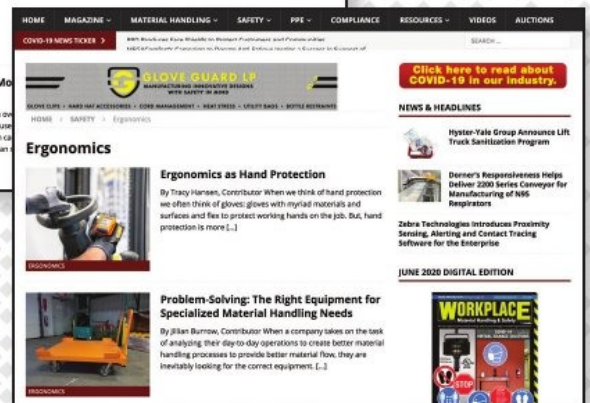 HOME MAGAZINE MATERIAL HANDLING SAFETY PPE COMPLIANCE RESOURCES VIDEOS AUCTIONS
COVID-19 NEWS TICKER
SEARCH ...
GLOVE GUARD LP
MANUFACTURING INNOVATIVE DESIGNS
WITH SAFETY IN MIND
GLOVE CLIPS • HARD HAT ACCESSORIES • CORD MANAGEMENT • HEAT STRESS • UTILITY BAGS • BOTTLE RESTRAINTS
HOME SAFETY Ergonomics
Ergonomics
Ergonomics as Hand Protection
By Tracy Hansen, Contributor When we think of hand protection
we often think of gloves: gloves with myriad materials and
surfaces and flex to protect working hands on the job. But, hand
protection is more [...]
ERGONOMICS
Problem-Solving: The Right Equipment for
Specialized Material Handling Needs
By Jillian Burrow, Contributor When a company takes on the task
of analyzing their day-to-day operations to create better material
handling processes to provide better material flow, they are
inevitably looking for the correct equipment. [...]
ERGONOMICS
Click here to read about
COVID-19 in our industry.
NEWS & HEADLINES
Hyster-Yale Group Announce Lift
Truck Sanitization Program
Dorner's Responsiveness Helps
Deliver 2200 Series Conveyor for
Manufacturing of N95
Respirators
Zebra Technologies Introduces Proximity
Sensing, Alerting and Contact Tracing
Software for the Enterprise
JUNE 2020 DIGITAL EDITION
WORKPLACE
Material Handling & Safety
STOP